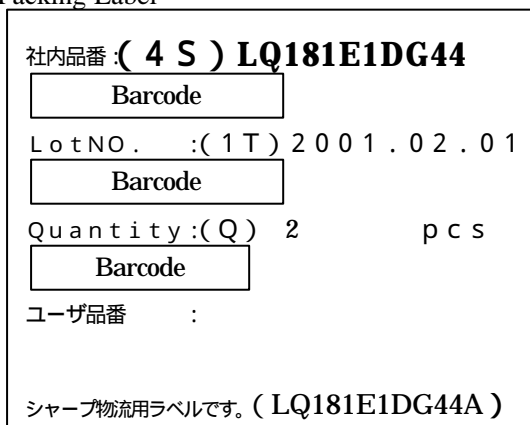 Packing Label
社内品番:(４Ｓ) LQ181E1DG44
Barcode
LotNO. :(1T)2001.02.01
Barcode
Quantity:(Q) 2 pcs
Barcode
ユーザ品番 :
シャープ物流用ラベルです。(LQ181E1DG44A)